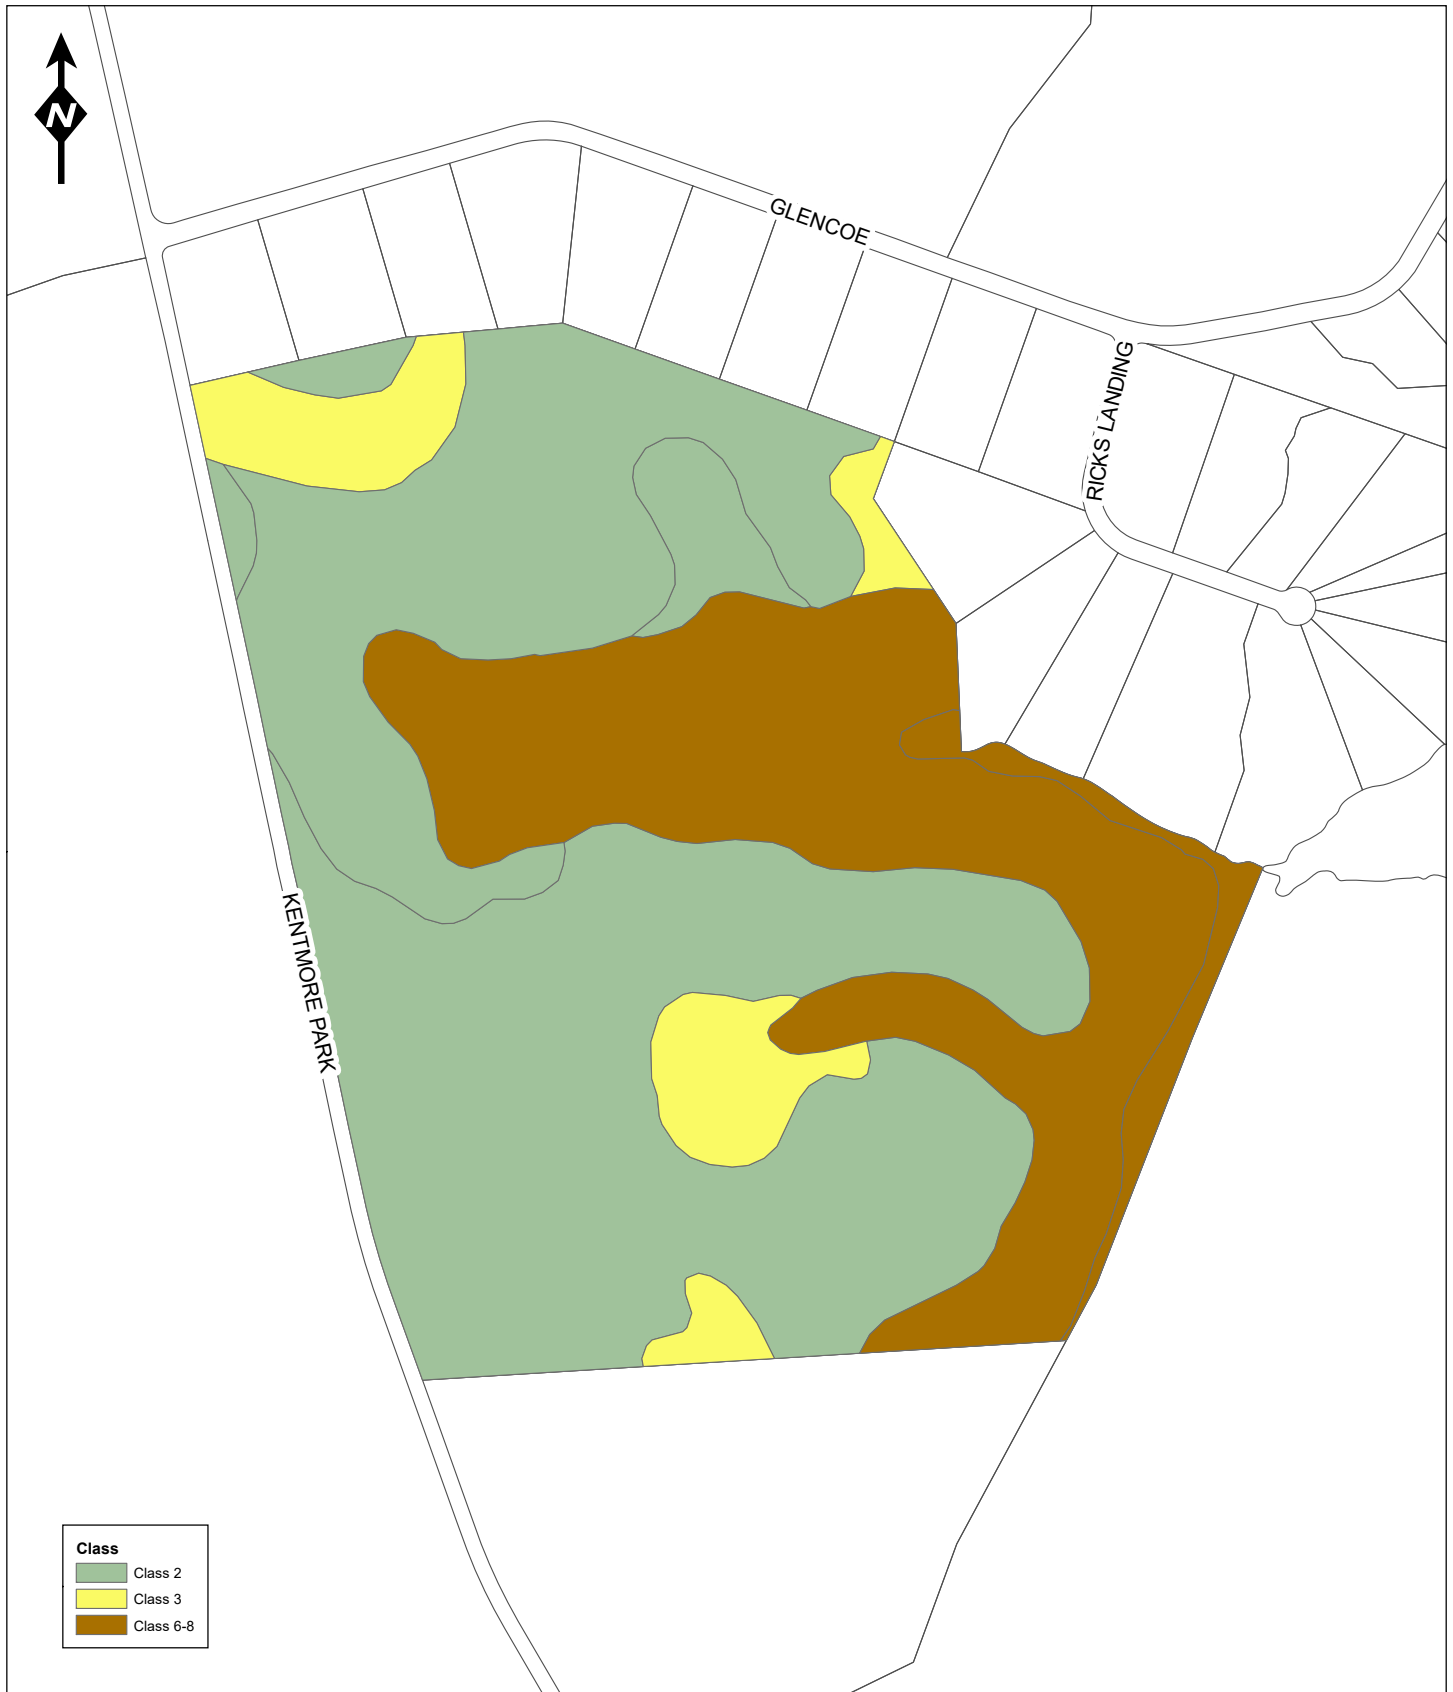 N
GLENCOE
RICKS LANDING
KENTMORE PARK
Class
Class 2
Class 3
Class 6-8